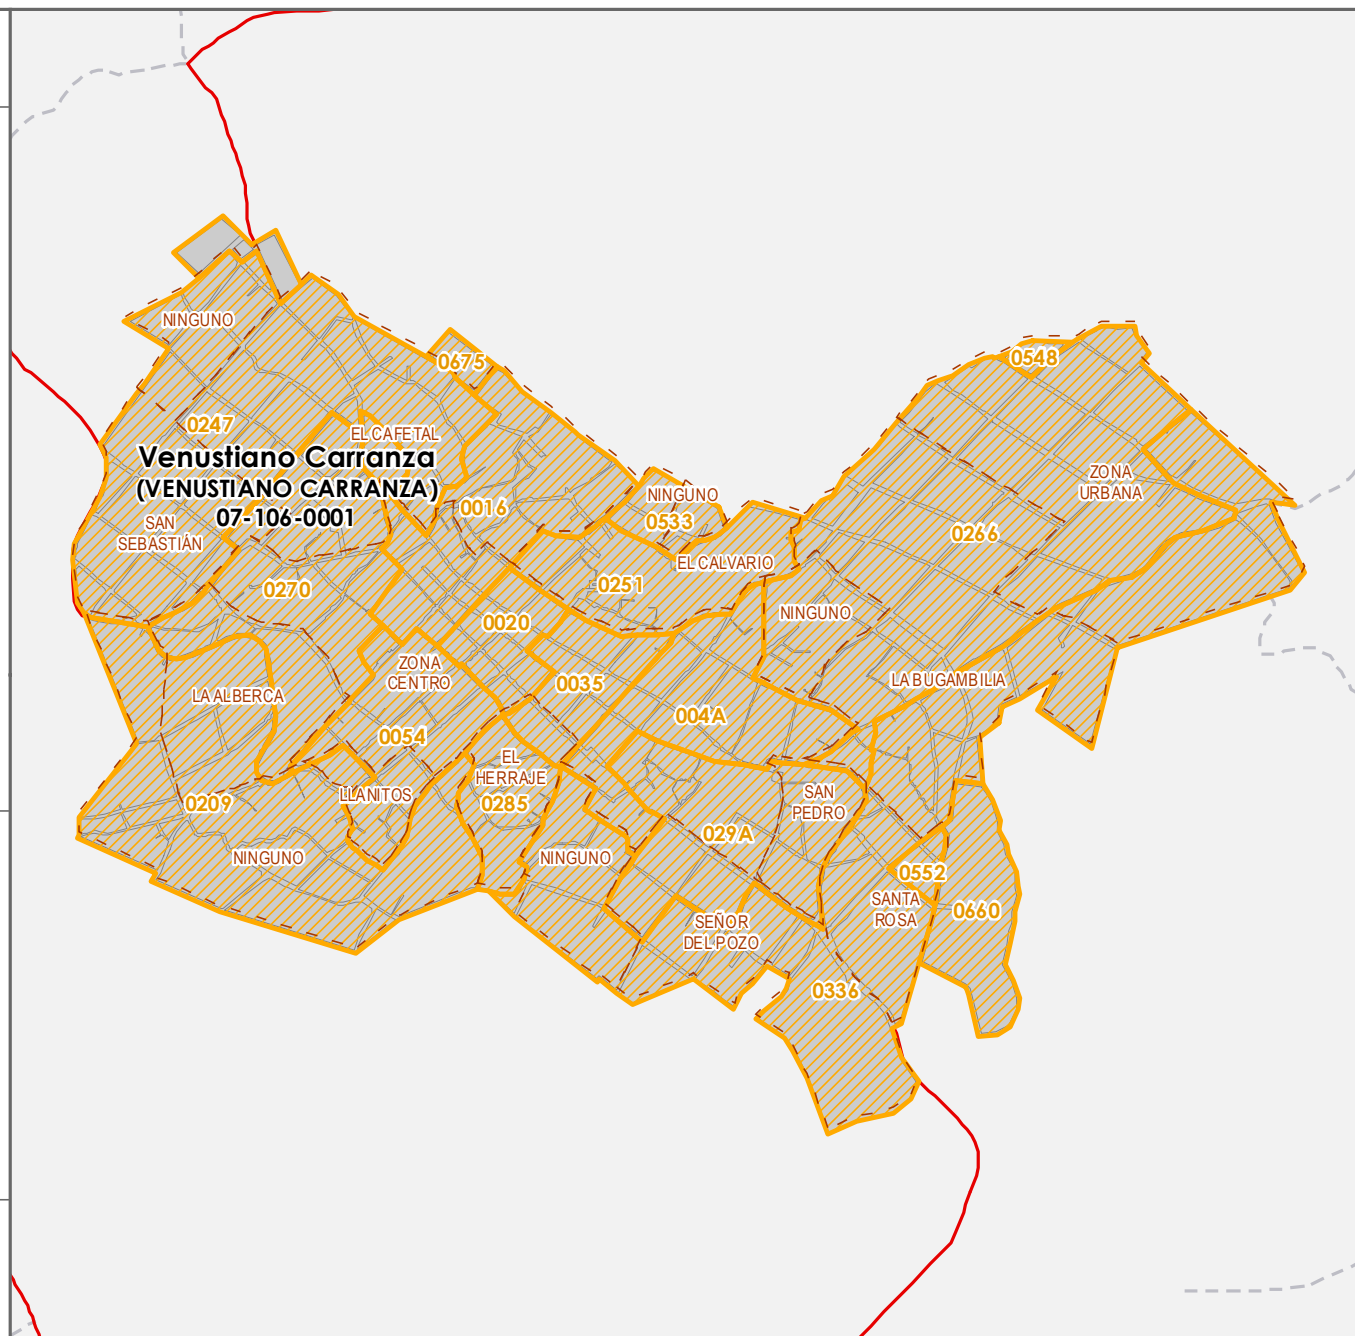 NINGUNO
0675
0548
0247
EL CAFETAL
Venustiano Carranza
(VENUSTIANO CARRANZA)
07-106-0001
ZONA
URBANA
NINGUNO
0533
0016
SAN
SEBASTIÁN
0266
EL CALVARIO
0270
0251
NINGUNO
0020
ZONA
CENTRO
0035
LA BUGAMBILIA
LA ALBERCA
004A
0054
EL
HERRAJE
0285
LLANITOS
0209
SAN
PEDRO
029A
NINGUNO
NINGUNO
0552
SANTA
ROSA
0660
SEÑOR
DEL POZO
0336